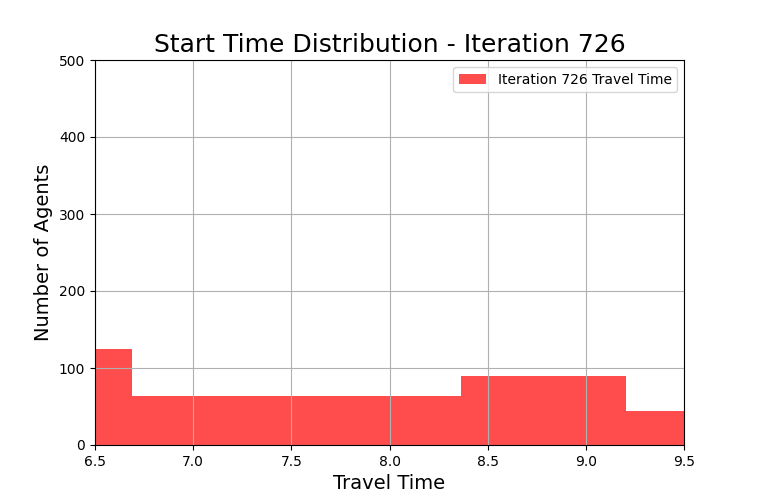 Start Time Distribution - Iteration 726
Iteration 726 Travel Time
Number of Agents
500
400
300
200
100
0
6.5 7.0 7.5 8.0 8.5 9.0 9.5
Travel Time